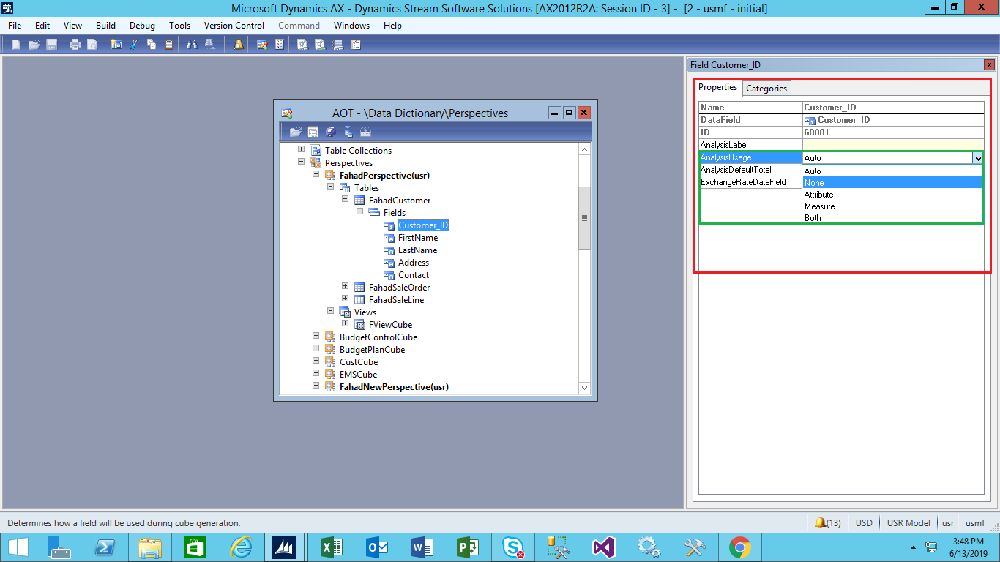 Microsoft Dynamics AX - Dynamics Stream Software Solutions [AX2012R2A: Session ID - 3] - [2 - usmf - initial]
File Edit View Build Debug Tools Version Control Command Windows Help
Field Customer_ID
Properties Categories
Name Customer_ID
DataField Customer_ID
ID 60001
AnalysisLabel
AnalysisUsage Auto
AnalysisDefaultTotal Auto
ExchangeRateDateField None
Attribute
Measure
Both
AOT - \Data Dictionary\Perspectives
Table Collections
Perspectives
FahadPerspective(usr)
Tables
FahadCustomer
Fields
Customer_ID
FirstName
LastName
Address
Contact
FahadSaleOrder
FahadSaleLine
Views
FViewCube
BudgetControlCube
BudgetPlanCube
CustCube
EMSCube
FahadNewPerspective(usr)
Determines how a field will be used during cube generation.
(13) USD USR Model usr usmf
3:48 PM
6/13/2019